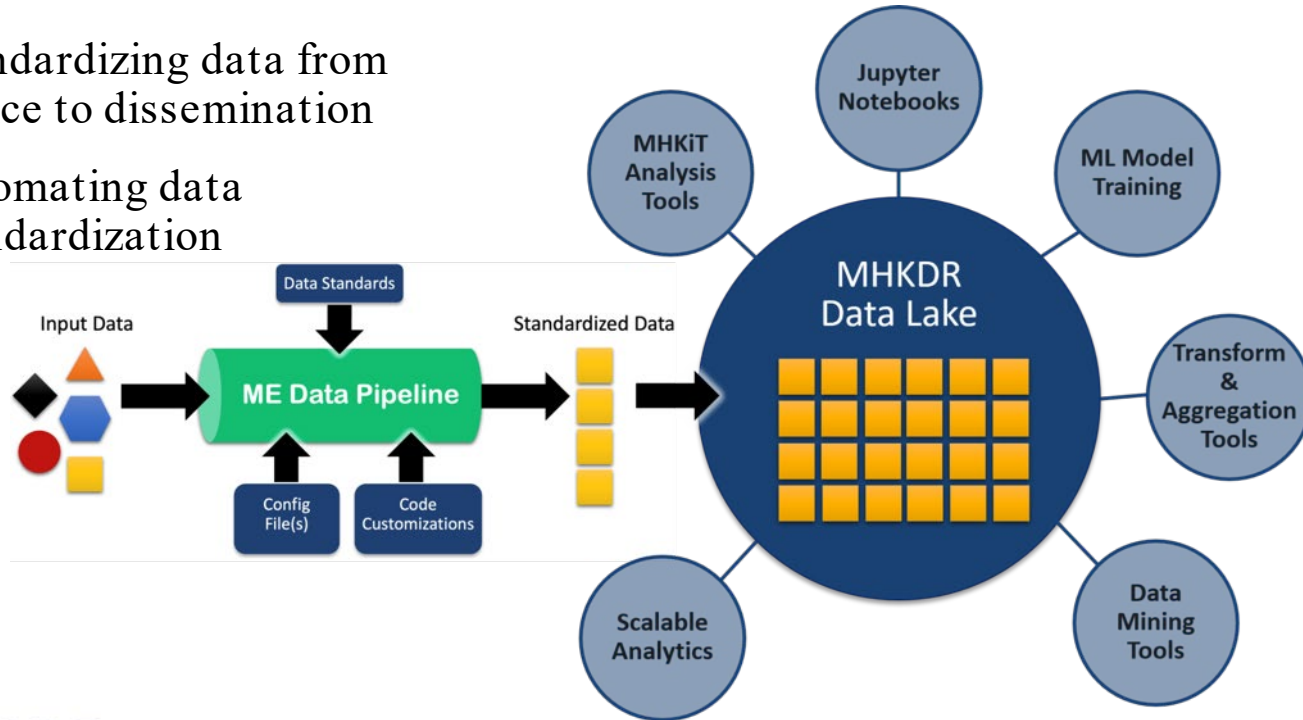 ndardizing data from
ce to dissemination
omating data
ndardization
Data Standards
Input Data
Standardized Data
ME Data Pipeline
Config
File(s)
Code
Customizations
MHKDR
Data Lake
MHKiT
Analysis
Tools
Jupyter
Notebooks
ML Model
Training
Transform
&
Aggregation
Tools
Data
Mining
Tools
Scalable
Analytics